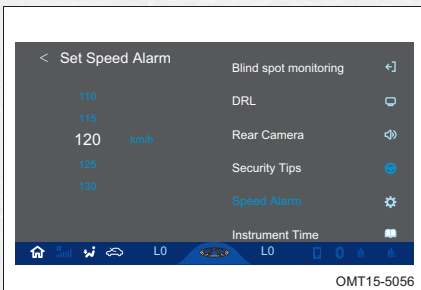 < Set Speed Alarm
110
115
120 km/h
125
130
Blind spot monitoring
DRL
Rear Camera
Security Tips
Speed Alarm
Instrument Time
L0 L0
OMT15-5056